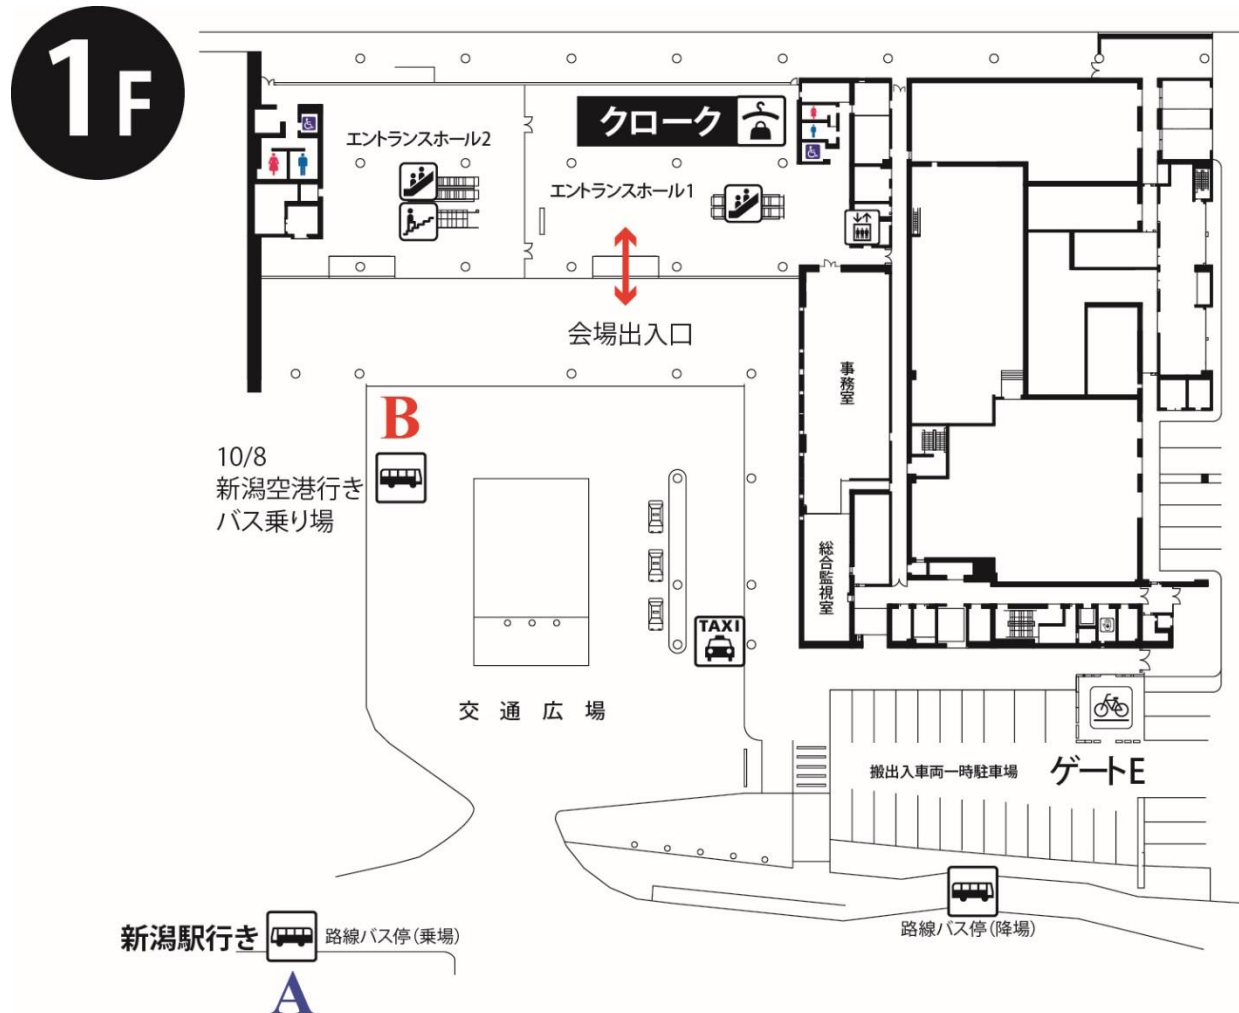 1F
クローク
エントランスホール2
エントランスホール1
会場出入口
事務室
B
10/8
新潟空港行き
バス乗り場
総合監視室
TAXI
交通広場
搬出入車両一時駐車場
ゲートE
新潟駅行き
路線バス停(乗場)
路線バス停(降場)
A